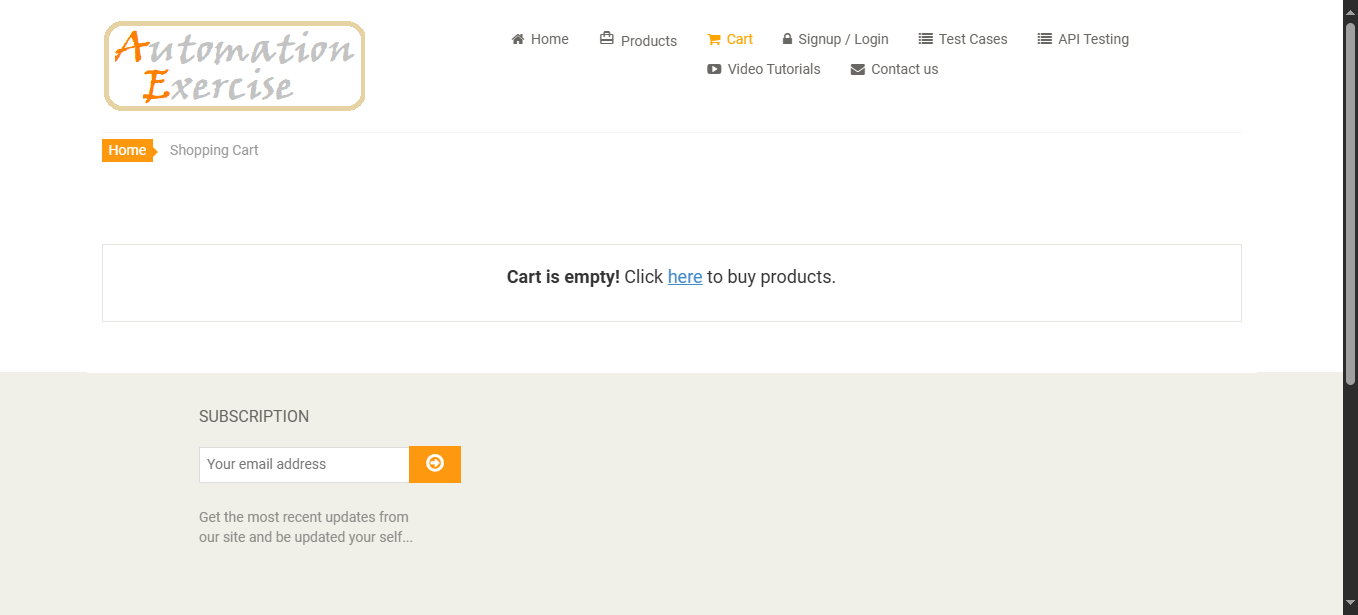 Automation
Exercise
Home
Products
Cart
Signup / Login
Test Cases
API Testing
Video Tutorials
Contact us
Home
Shopping Cart
Cart is empty! Click here to buy products.
SUBSCRIPTION
Your email address
Get the most recent updates from
our site and be updated your self...